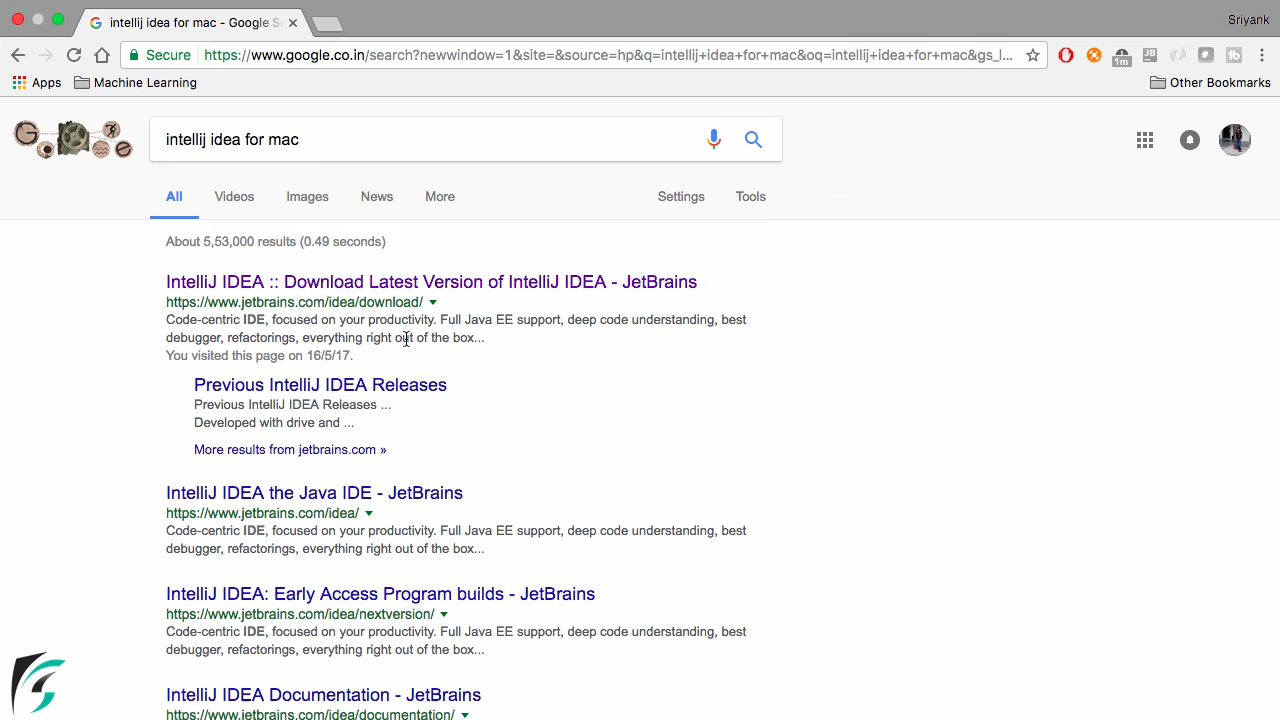 intellij idea for mac - Google S
Sriyank
Secure https://www.google.co.in/search?newwindow=1&site=&source=hp&q=intellij+idea+for+mac&oq=intellij+idea+for+mac&gs_l...
1m
JB
tb
Apps Machine Learning Other Bookmarks
intellij idea for mac
All Videos Images News More Settings Tools
About 5,53,000 results (0.49 seconds)
IntelliJ IDEA :: Download Latest Version of IntelliJ IDEA - JetBrains
https://www.jetbrains.com/idea/download/
Code-centric IDE, focused on your productivity. Full Java EE support, deep code understanding, best
debugger, refactorings, everything right out of the box...
You visited this page on 16/5/17.
Previous IntelliJ IDEA Releases
Previous IntelliJ IDEA Releases ...
Developed with drive and ...
More results from jetbrains.com »
IntelliJ IDEA the Java IDE - JetBrains
https://www.jetbrains.com/idea/
Code-centric IDE, focused on your productivity. Full Java EE support, deep code understanding, best
debugger, refactorings, everything right out of the box...
IntelliJ IDEA: Early Access Program builds - JetBrains
https://www.jetbrains.com/idea/nextversion/
Code-centric IDE, focused on your productivity. Full Java EE support, deep code understanding, best
debugger, refactorings, everything right out of the box...
IntelliJ IDEA Documentation - JetBrains
https://www.jetbrains.com/idea/documentation/